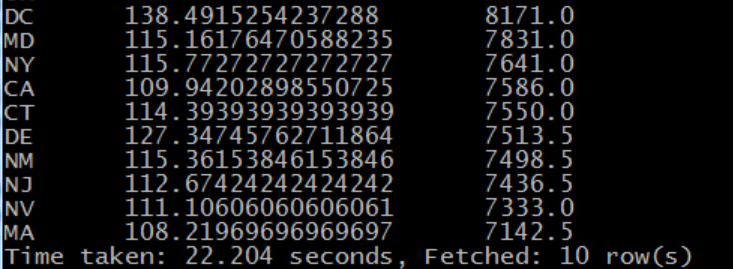 DC 138.4915254237288 8171.0
MD 115.16176470588235 7831.0
NY 115.77272727272727 7641.0
CA 109.94202898550725 7586.0
CT 114.39393939393939 7550.0
DE 127.34745762711864 7513.5
NM 115.36153846153846 7498.5
NJ 112.67424242424242 7436.5
NV 111.10606060606061 7333.0
MA 108.21969696969697 7142.5
Time taken: 22.204 seconds, Fetched: 10 row(s)